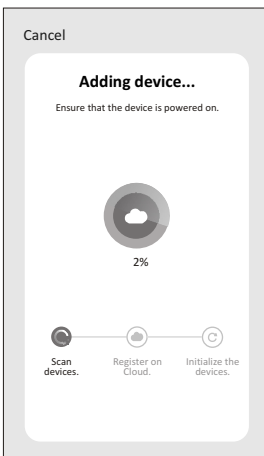 Cancel
Adding device...
Ensure that the device is powered on.
2%
Scan
devices.
Register on
Cloud.
Initialize the
devices.